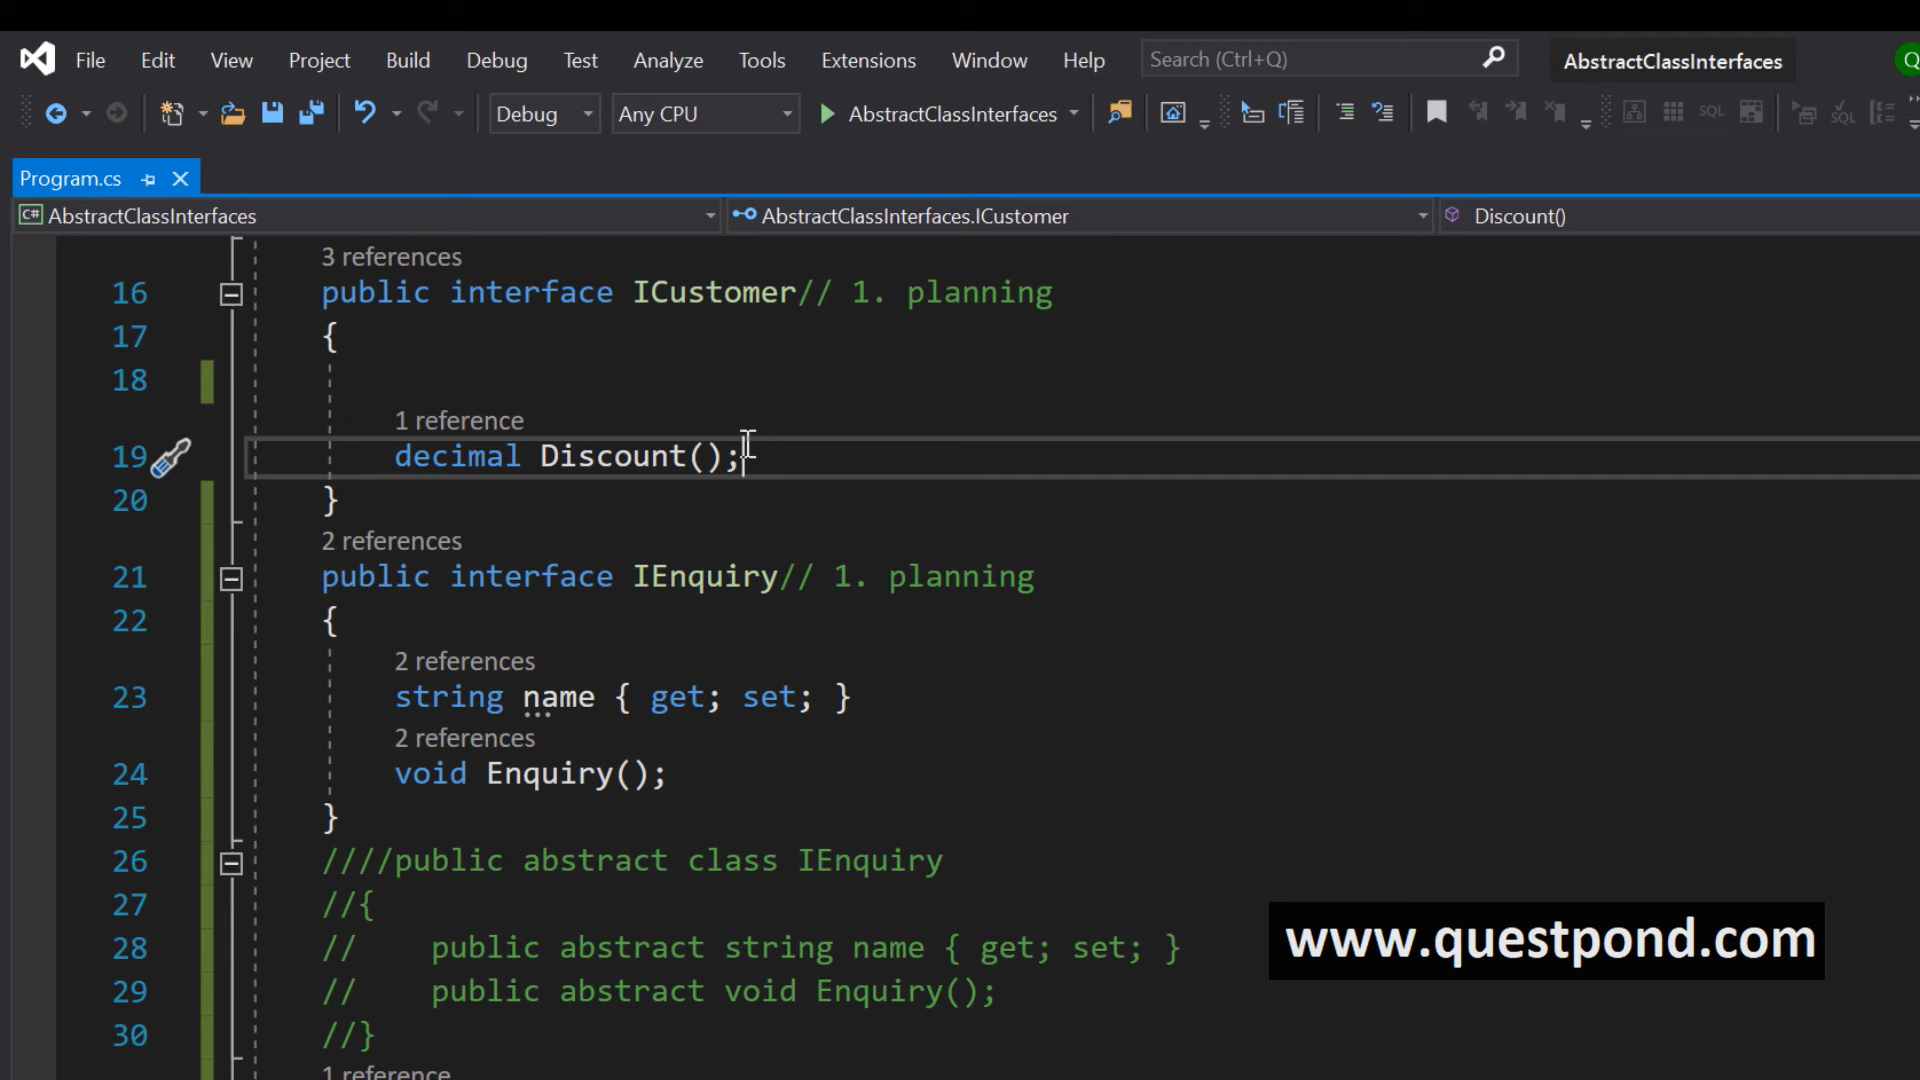 File Edit View Project Build Debug Test Analyze Tools Extensions Window Help Search (Ctrl+Q) AbstractClassInterfaces Q
Debug Any CPU AbstractClassInterfaces SQL SQL
Program.cs
C# AbstractClassInterfaces AbstractClassInterfaces.ICustomer Discount()
3 references
16 public interface ICustomer// 1. planning
17 {
18
1 reference
19 decimal Discount();
20 }
2 references
21 public interface IEnquiry// 1. planning
22 {
2 references
23 string name { get; set; }
2 references
24 void Enquiry();
25 }
26 ////public abstract class IEnquiry
27 //{
28 // public abstract string name { get; set; }
29 // public abstract void Enquiry();
30 //}
1 reference
www.questpond.com